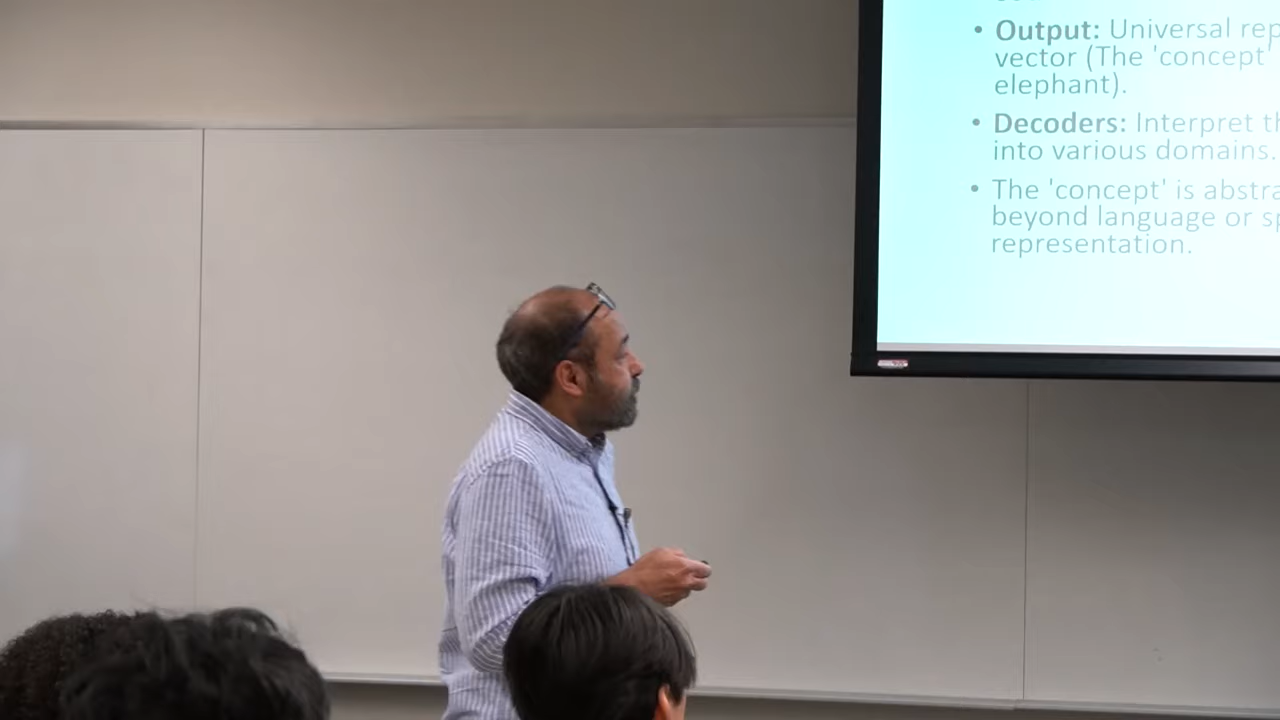 • Output: Universal rep
vector (The 'concept'
elephant).
• Decoders: Interpret th
into various domains.
• The 'concept' is abstra
beyond language or sp
representation.